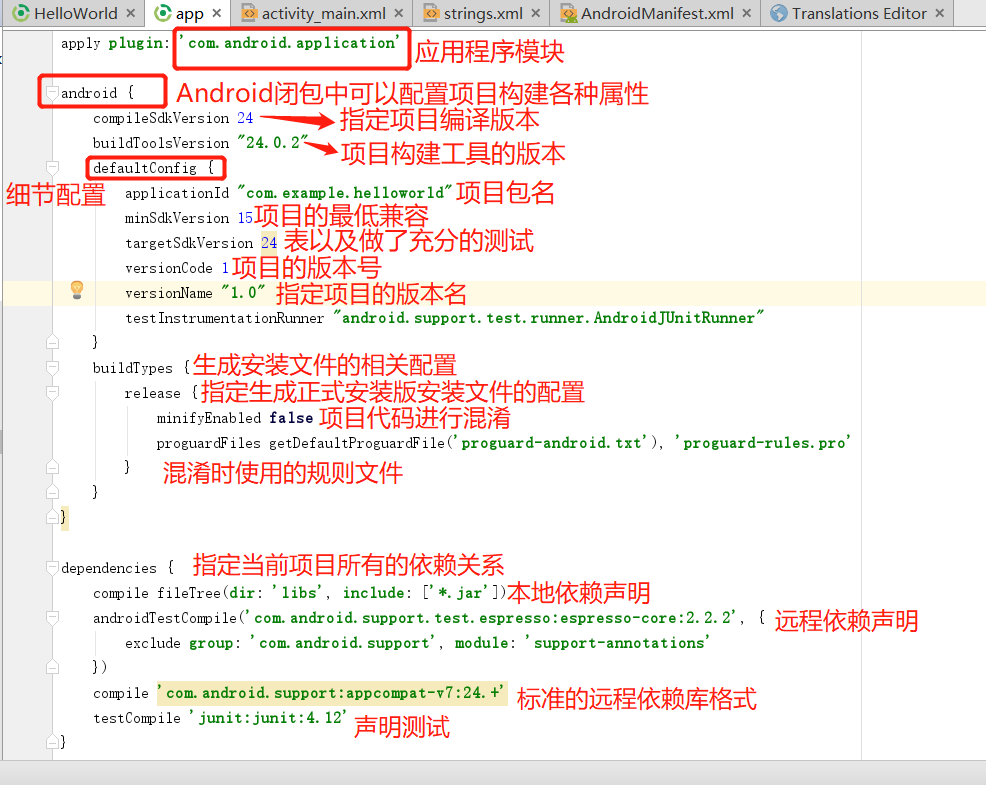 HelloWorld × app × activity_main.xml × strings.xml × AndroidManifest.xml × Translations Editor ×
apply plugin: 'com.android.application' 应用程序模块
android { Android闭包中可以配置项目构建各种属性
compileSdkVersion 24 指定项目编译版本
buildToolsVersion "24.0.2" 项目构建工具的版本
defaultConfig {
细节配置 applicationId "com.example.helloworld" 项目包名
minSdkVersion 15 项目的最低兼容
targetSdkVersion 24 表以及做了充分的测试
versionCode 1 项目的版本号
versionName "1.0" 指定项目的版本名
testInstrumentationRunner "android.support.test.runner.AndroidJUnitRunner"
}
buildTypes { 生成安装文件的相关配置
release { 指定生成正式安装版安装文件的配置
minifyEnabled false 项目代码进行混淆
proguardFiles getDefaultProguardFile('proguard-android.txt'), 'proguard-rules.pro'
} 混淆时使用的规则文件
}
}
dependencies { 指定当前项目所有的依赖关系
compile fileTree(dir: 'libs', include: ['*.jar']) 本地依赖声明
androidTestCompile('com.android.support.test.espresso:espresso-core:2.2.2', { 远程依赖声明
exclude group: 'com.android.support', module: 'support-annotations'
})
compile 'com.android.support:appcompat-v7:24.+' 标准的远程依赖库格式
testCompile 'junit:junit:4.12' 声明测试
}